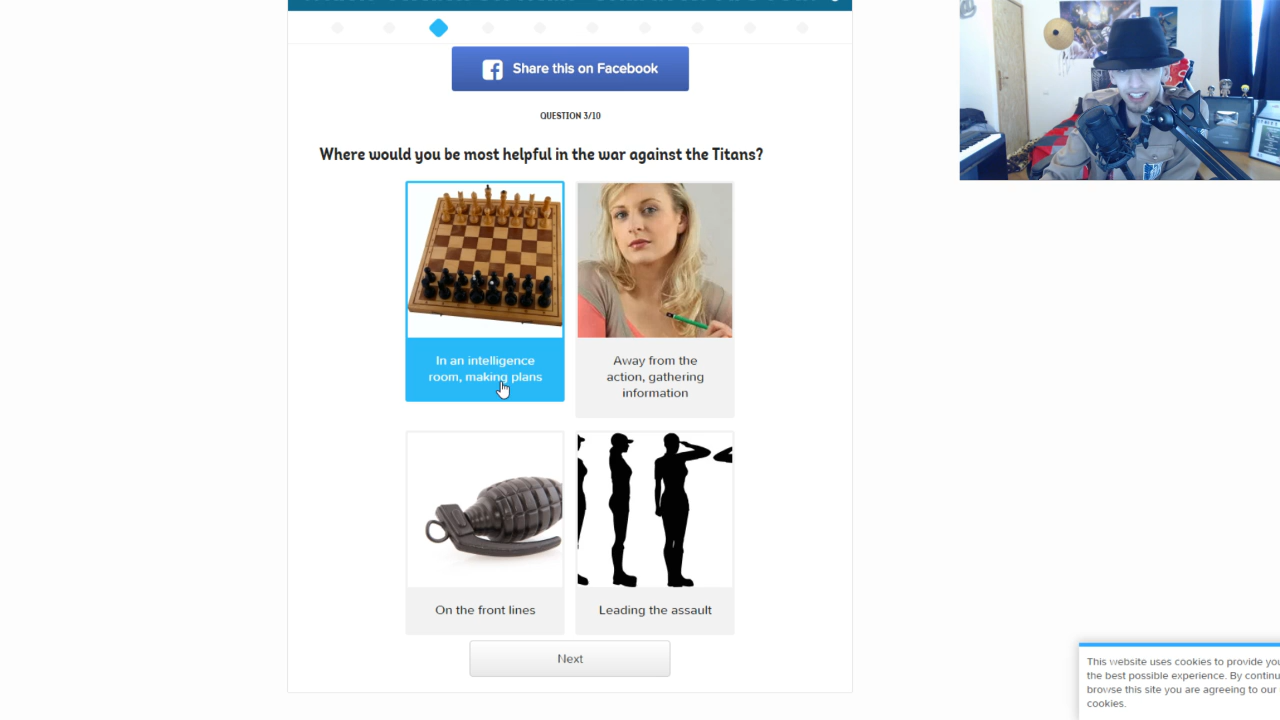 Share this on Facebook
QUESTION 3/10
Where would you be most helpful in the war against the Titans?
In an intelligence
room, making plans
Away from the
action, gathering
information
On the front lines
Leading the assault
Next
This website uses cookies to provide you
the best possible experience. By continu
browse this site you are agreeing to our
cookies.